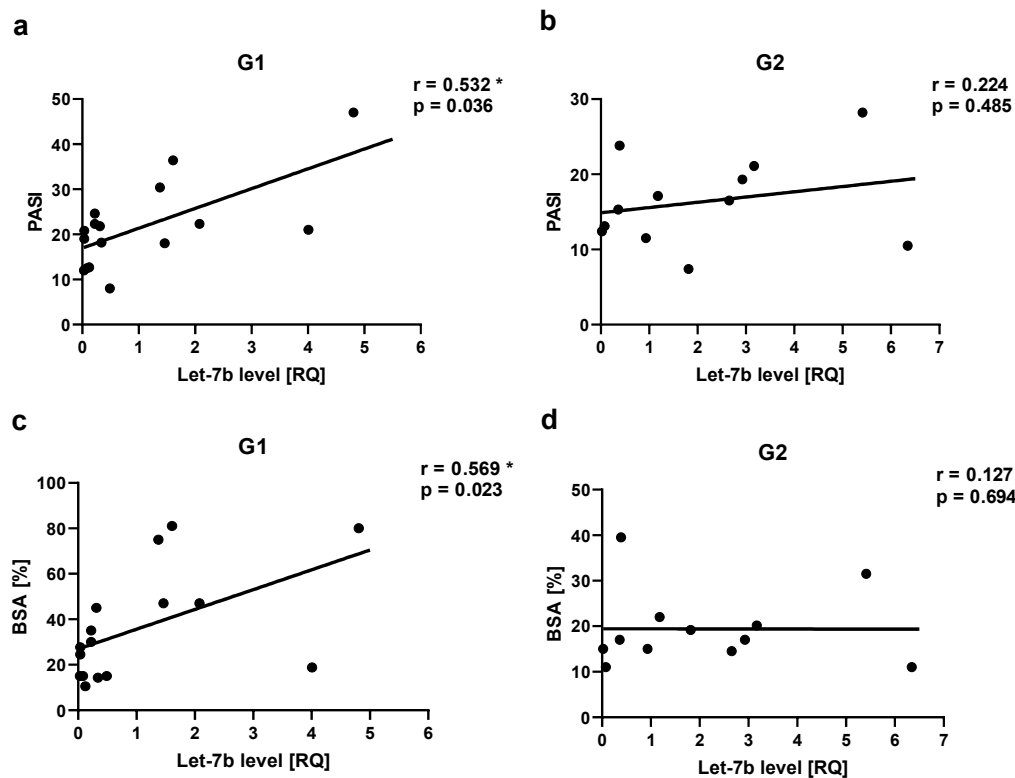 a
G1
r = 0.532 *
p = 0.036
50
40
30
20
10
0
PASI
0 1 2 3 4 5 6
Let-7b level [RQ]
b
G2
r = 0.224
p = 0.485
30
20
10
0
PASI
0 1 2 3 4 5 6 7
Let-7b level [RQ]
c
G1
r = 0.569 *
p = 0.023
100
80
60
40
20
0
BSA [%]
0 1 2 3 4 5 6
Let-7b level [RQ]
d
G2
r = 0.127
p = 0.694
50
40
30
20
10
0
BSA [%]
0 1 2 3 4 5 6 7
Let-7b level [RQ]